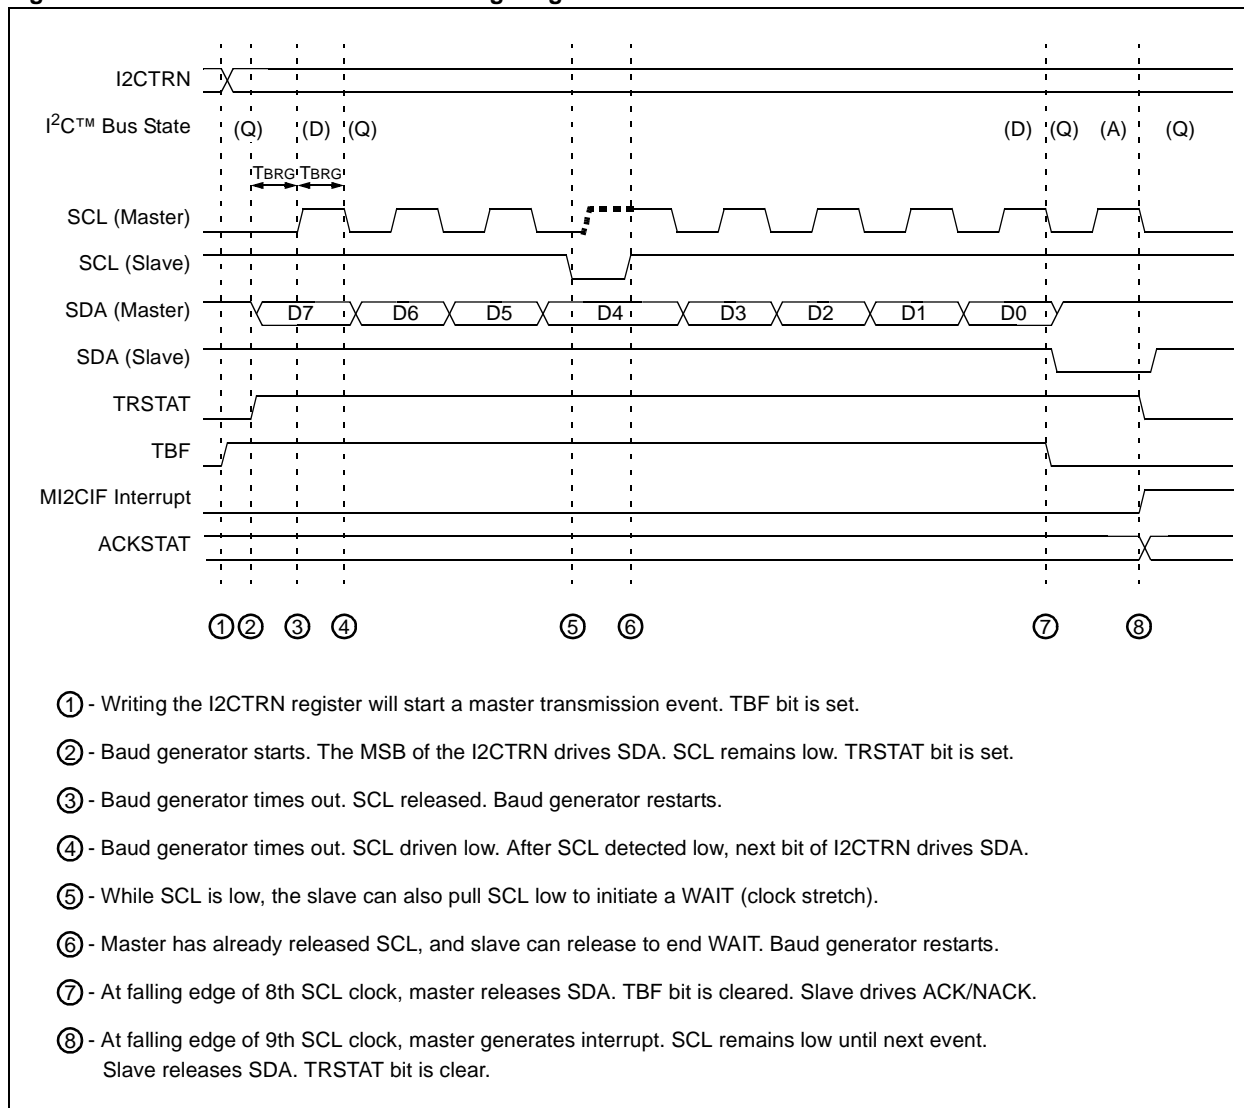 I2CTRN
I²C™ Bus State (Q) (D) (Q) (D) (Q) (A) (Q)
TBRG TBRG
SCL (Master)
SCL (Slave)
SDA (Master) D7 D6 D5 D4 D3 D2 D1 D0
SDA (Slave)
TRSTAT
TBF
MI2CIF Interrupt
ACKSTAT
1 2 3 4 5 6 7 8
1 - Writing the I2CTRN register will start a master transmission event. TBF bit is set.
2 - Baud generator starts. The MSB of the I2CTRN drives SDA. SCL remains low. TRSTAT bit is set.
3 - Baud generator times out. SCL released. Baud generator restarts.
4 - Baud generator times out. SCL driven low. After SCL detected low, next bit of I2CTRN drives SDA.
5 - While SCL is low, the slave can also pull SCL low to initiate a WAIT (clock stretch).
6 - Master has already released SCL, and slave can release to end WAIT. Baud generator restarts.
7 - At falling edge of 8th SCL clock, master releases SDA. TBF bit is cleared. Slave drives ACK/NACK.
8 - At falling edge of 9th SCL clock, master generates interrupt. SCL remains low until next event.
Slave releases SDA. TRSTAT bit is clear.